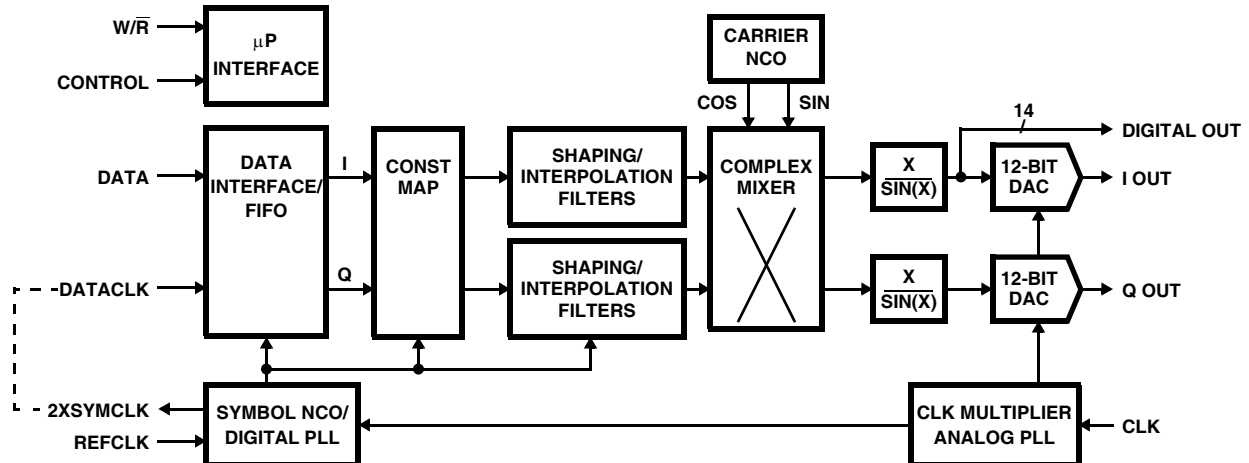 W/R̅
CONTROL
µP
INTERFACE
CARRIER
NCO
COS
SIN
14
DIGITAL OUT
DATA
DATA
INTERFACE/
FIFO
I
CONST
MAP
SHAPING/
INTERPOLATION
FILTERS
COMPLEX
MIXER
X
SIN(X)
12-BIT
DAC
I OUT
DATACLK
Q
SHAPING/
INTERPOLATION
FILTERS
X
SIN(X)
12-BIT
DAC
Q OUT
2XSYMCLK
REFCLK
SYMBOL NCO/
DIGITAL PLL
CLK MULTIPLIER
ANALOG PLL
CLK